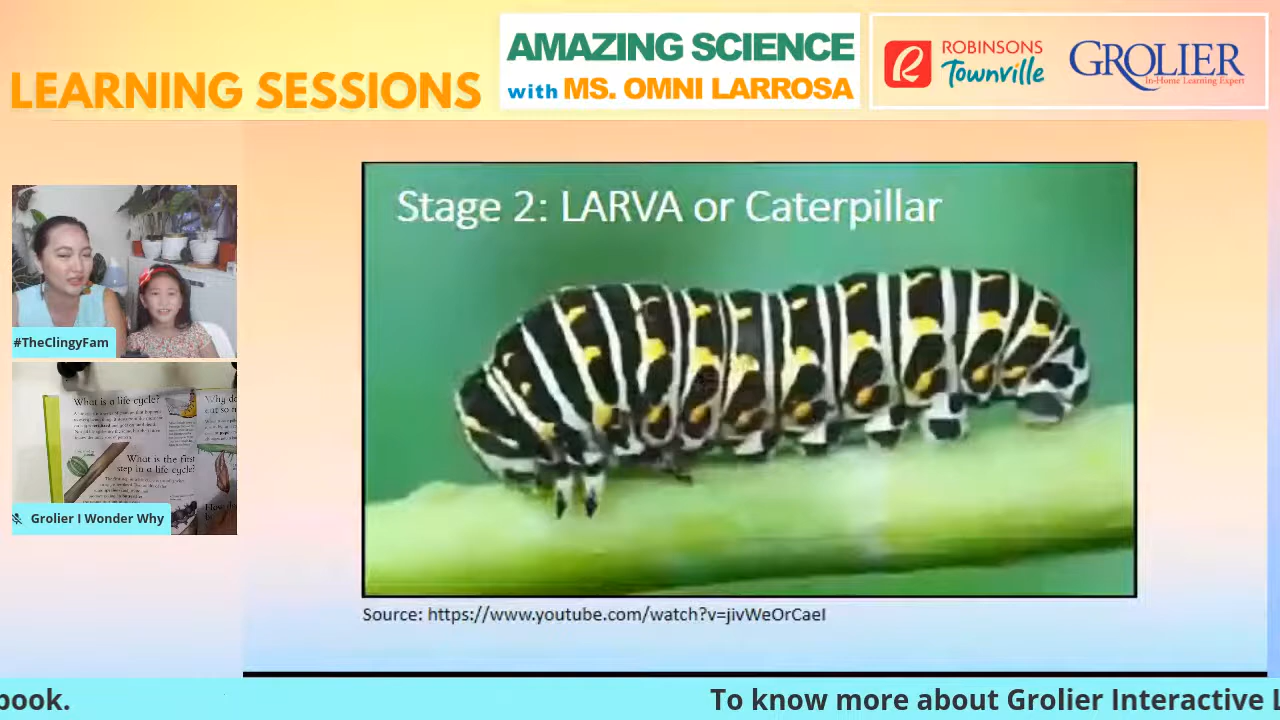 LEARNING SESSIONS
AMAZING SCIENCE
with MS. OMNI LARROSA
R ROBINSONS
Townville
GROLIER
In-Home Learning Expert
Stage 2: LARVA or Caterpillar
#TheClingyFam
What is a life cycle?
Why do
What is the first
step in a life cycle?
Grolier I Wonder Why
Source: https://www.youtube.com/watch?v=jivWeOrCaeI
book.
To know more about Grolier Interactive L